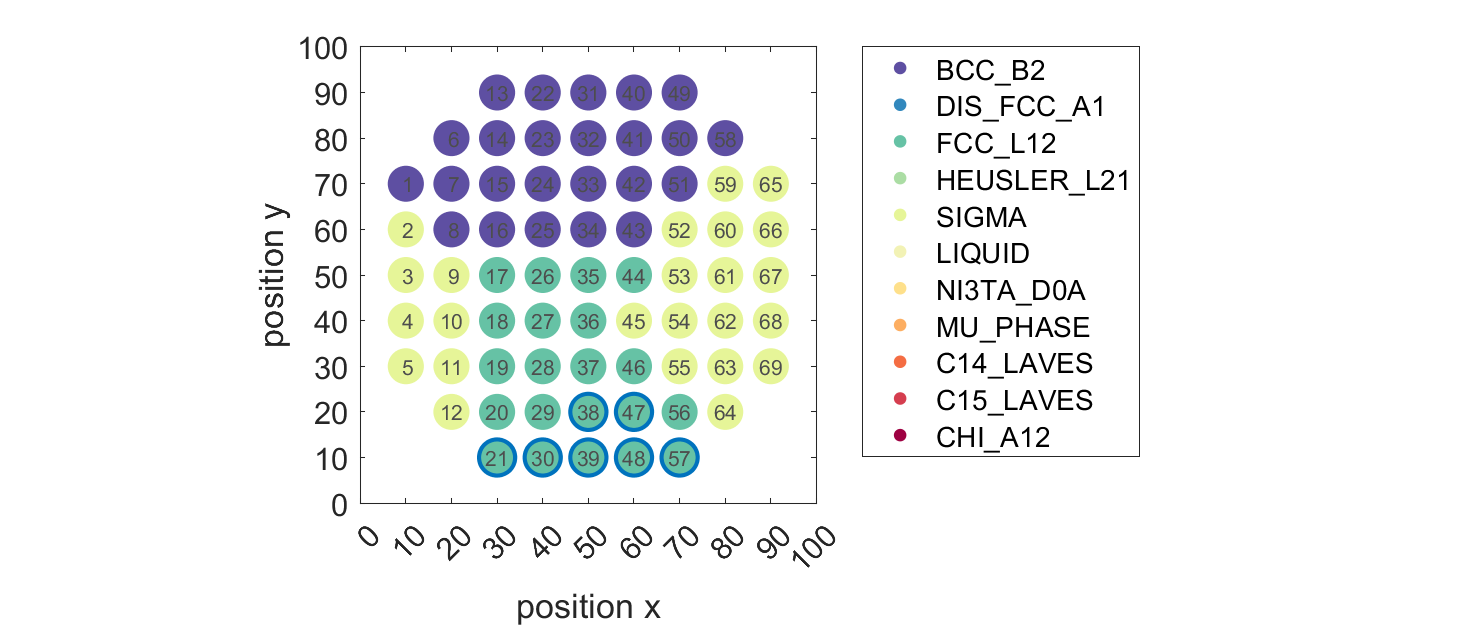 100
90
80
70
60
50
40
30
20
10
0
position y
13 22 31 40 49
6 14 23 32 41 50 58
1 7 15 24 33 42 51 59 65
2 8 16 25 34 43 52 60 66
3 9 17 26 35 44 53 61 67
4 10 18 27 36 45 54 62 68
5 11 19 28 37 46 55 63 69
12 20 29 38 47 56 64
21 30 39 48 57
0 10 20 30 40 50 60 70 80 90 100
position x
BCC_B2
DIS_FCC_A1
FCC_L12
HEUSLER_L21
SIGMA
LIQUID
NI3TA_D0A
MU_PHASE
C14_LAVES
C15_LAVES
CHI_A12